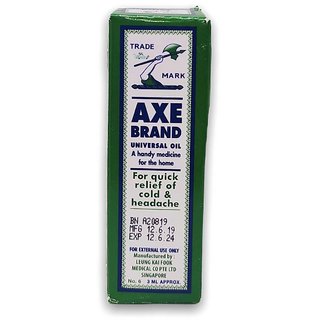 TRADE
MARK
AXE
BRAND
UNIVERSAL OIL
A handy medicine
for the home
For quick
relief of
cold &
headache
BN A20819
MFG 12.6.19
EXP 12.6.24
FOR EXTERNAL USE ONLY
Manufactured by :
LEUNG KAI FOOK
MEDICAL CO PTE LTD
SINGAPORE
No. 6 3 ML APPROX.